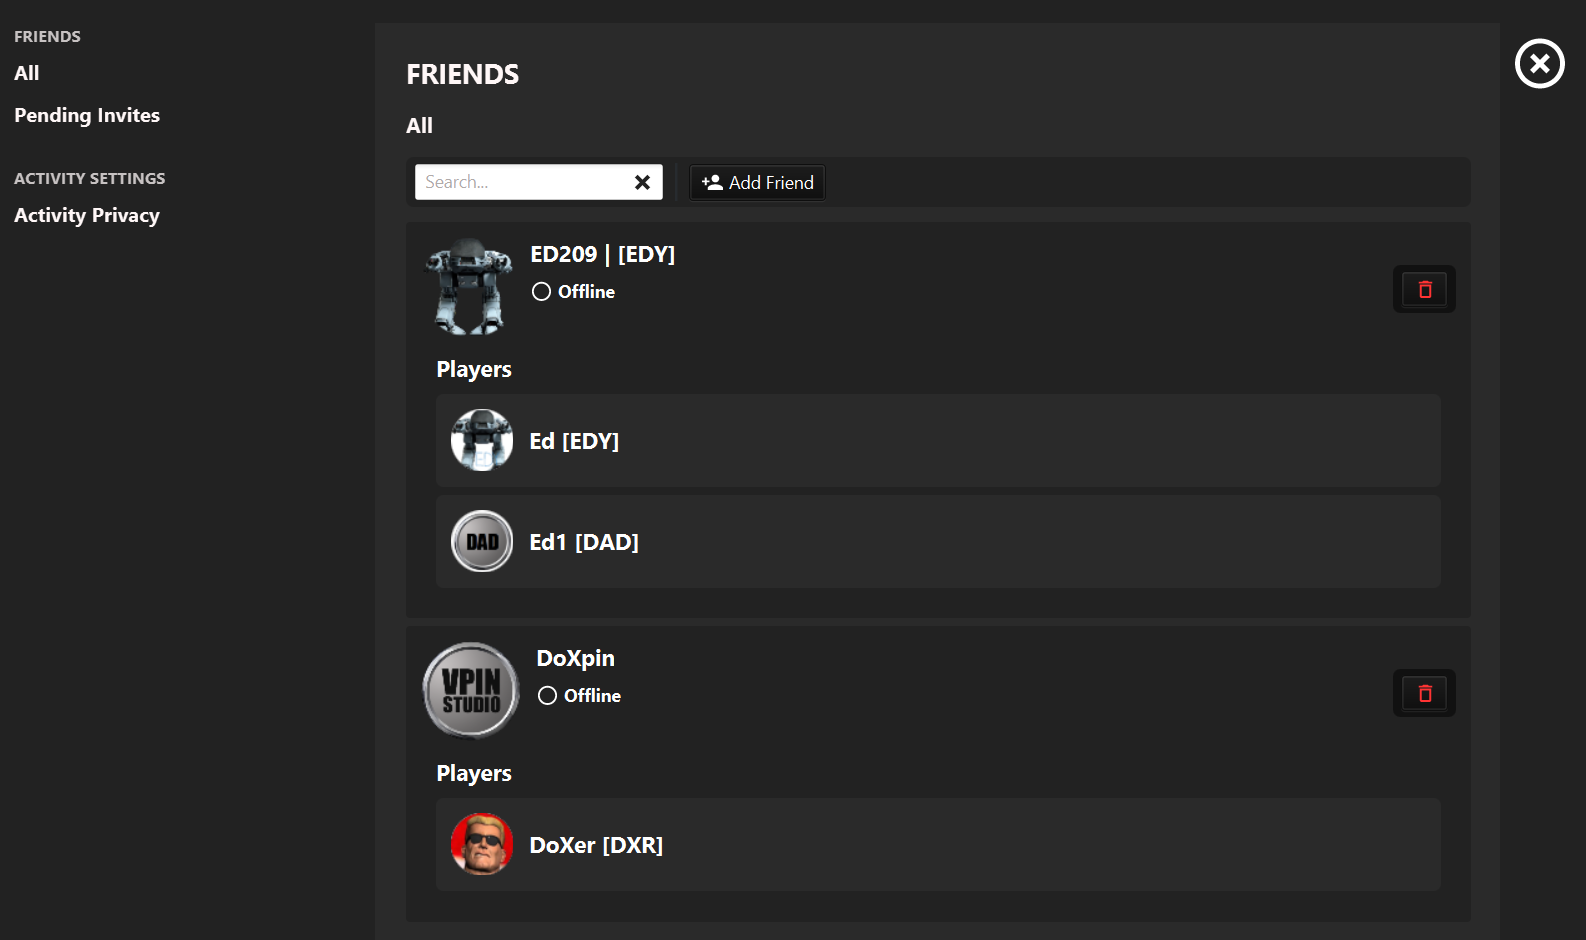 FRIENDS
All
Pending Invites
ACTIVITY SETTINGS
Activity Privacy
FRIENDS
All
Search...
Add Friend
ED209 | [EDY]
Offline
Players
Ed [EDY]
DAD
Ed1 [DAD]
VPIN
STUDIO
DoXpin
Offline
Players
DoXer [DXR]